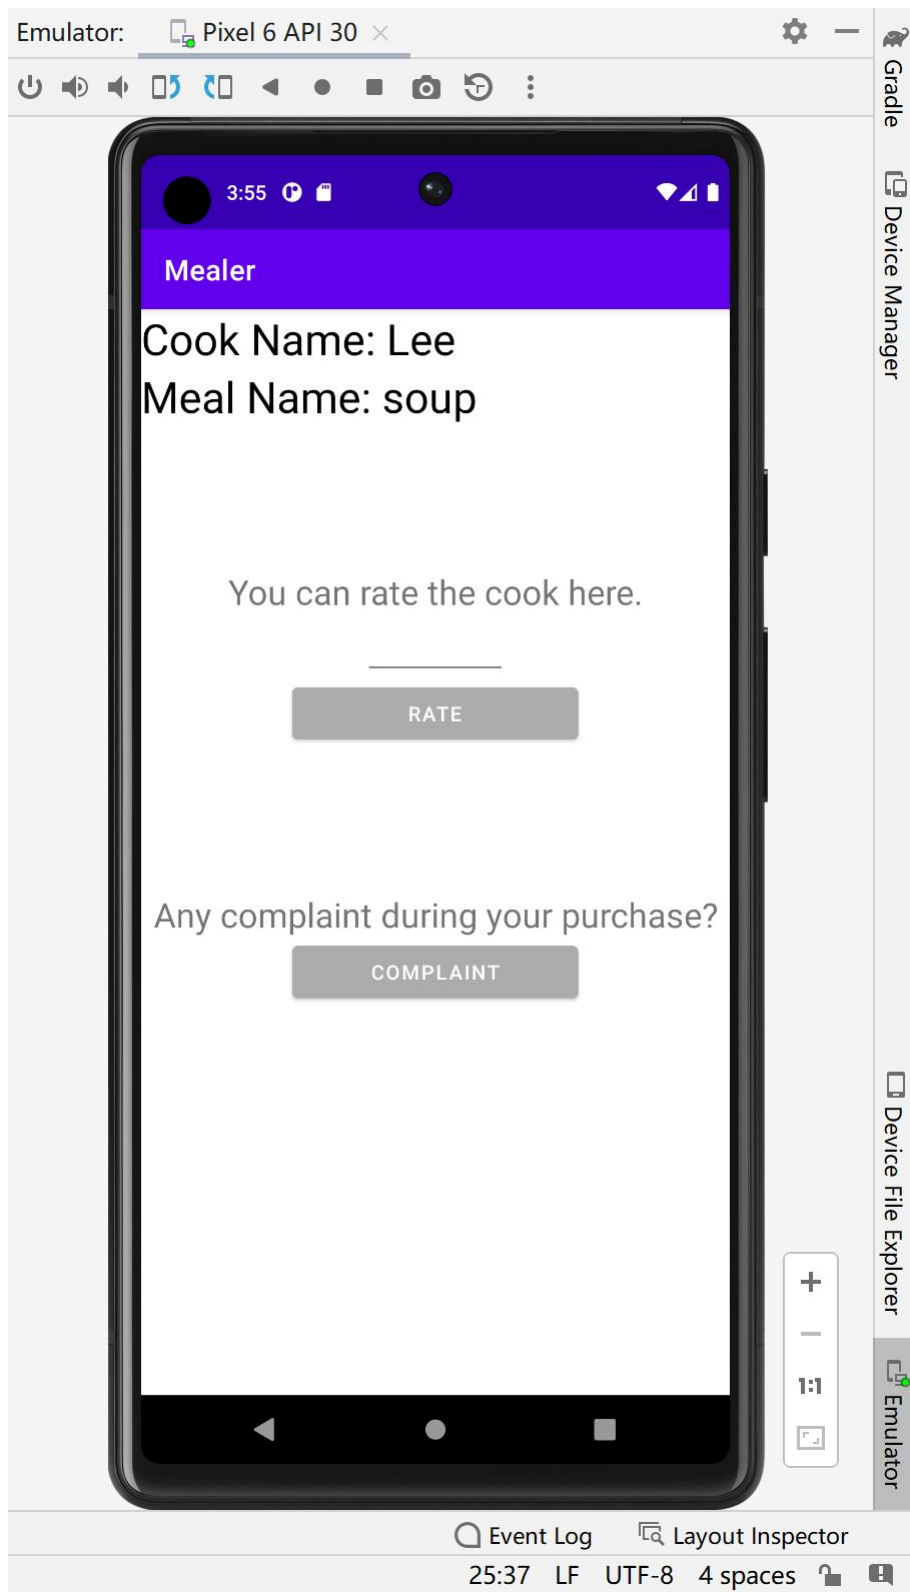 Emulator: Pixel 6 API 30
3:55
Mealer
Cook Name: Lee
Meal Name: soup
You can rate the cook here.
RATE
Any complaint during your purchase?
COMPLAINT
1:1
Gradle
Device Manager
Device File Explorer
Emulator
Event Log Layout Inspector
25:37 LF UTF-8 4 spaces